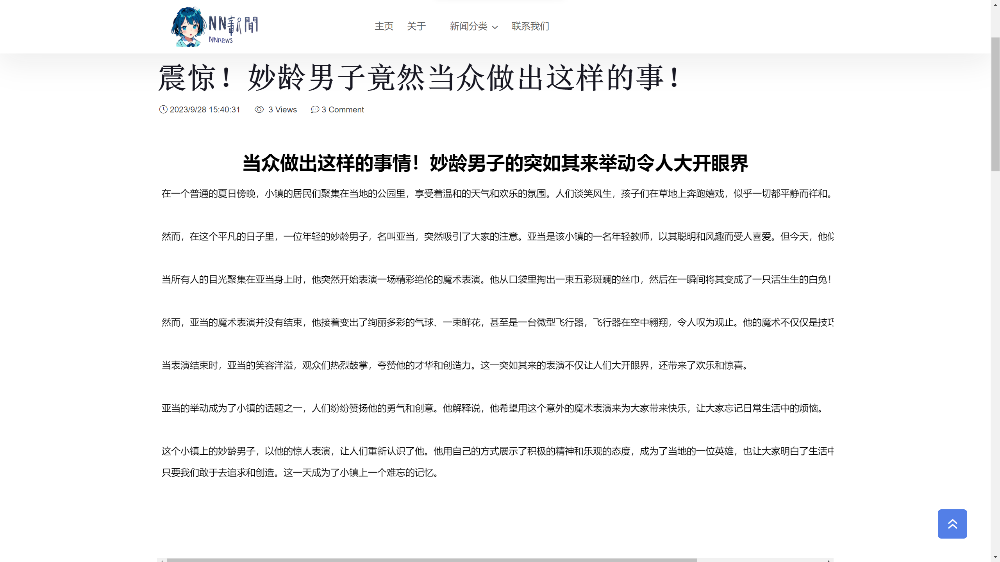 NN新聞
NNnews
主页 关于 新闻分类 联系我们
震惊！妙龄男子竟然当众做出这样的事！
2023/9/28 15:40:31 3 Views 3 Comment
当众做出这样的事情！妙龄男子的突如其来举动令人大开眼界
在一个普通的夏日傍晚，小镇的居民们聚集在当地的公园里，享受着温和的天气和欢乐的氛围。人们谈笑风生，孩子们在草地上奔跑嬉戏，似乎一切都平静而祥和。
然而，在这个平凡的日子里，一位年轻的妙龄男子，名叫亚当，突然吸引了大家的注意。亚当是该小镇的一名年轻教师，以其聪明和风趣而受人喜爱。但今天，他似
当所有人的目光聚集在亚当身上时，他突然开始表演一场精彩绝伦的魔术表演。他从口袋里掏出一束五彩斑斓的丝巾，然后在一瞬间将其变成了一只活生生的白兔！
然而，亚当的魔术表演并没有结束，他接着变出了绚丽多彩的气球、一束鲜花，甚至是一台微型飞行器，飞行器在空中翱翔，令人叹为观止。他的魔术不仅仅是技巧
当表演结束时，亚当的笑容洋溢，观众们热烈鼓掌，夸赞他的才华和创造力。这一突如其来的表演不仅让人们大开眼界，还带来了欢乐和惊喜。
亚当的举动成为了小镇的话题之一，人们纷纷赞扬他的勇气和创意。他解释说，他希望用这个意外的魔术表演来为大家带来快乐，让大家忘记日常生活中的烦恼。
这个小镇上的妙龄男子，以他的惊人表演，让人们重新认识了他。他用自己的方式展示了积极的精神和乐观的态度，成为了当地的一位英雄，也让大家明白了生活中
只要我们敢于去追求和创造。这一天成为了小镇上一个难忘的记忆。